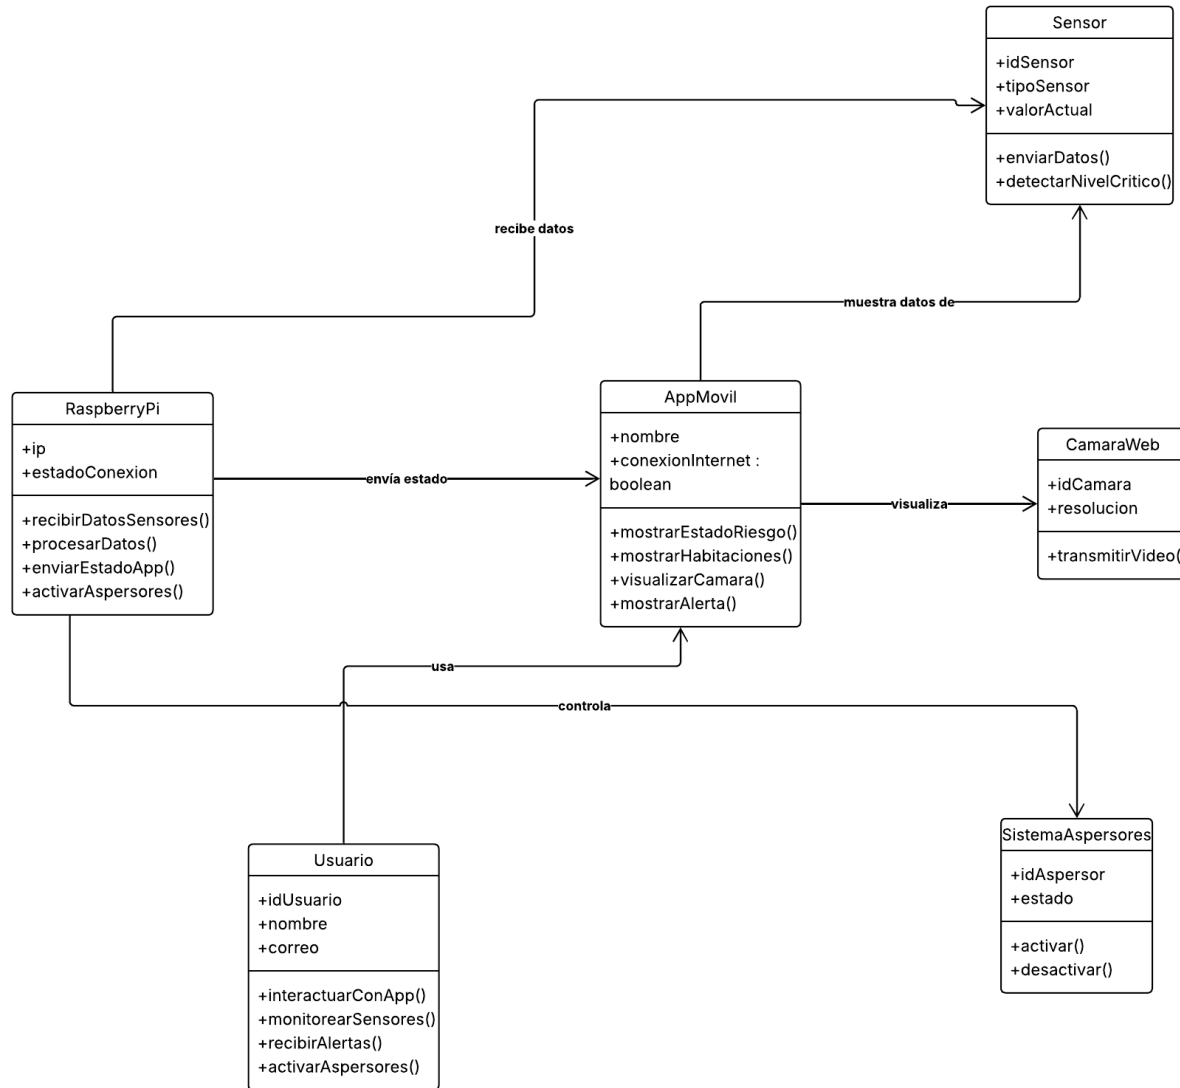 Sensor
+idSensor
+tipoSensor
+valorActual
+enviarDatos()
+detectarNivelCritico()
recibe datos
muestra datos de
RaspberryPi
+ip
+estadoConexion
+recibirDatosSensores()
+procesarDatos()
+enviarEstadoApp()
+activarAspersores()
envía estado
AppMovil
+nombre
+conexionInternet :
boolean
+mostrarEstadoRiesgo()
+mostrarHabitaciones()
+visualizarCamara()
+mostrarAlerta()
visualiza
CamaraWeb
+idCamara
+resolucion
+transmitirVideo(
usa
controla
Usuario
+idUsuario
+nombre
+correo
+interactuarConApp()
+monitorearSensores()
+recibirAlertas()
+activarAspersores()
SistemaAspersores
+idAspersor
+estado
+activar()
+desactivar()